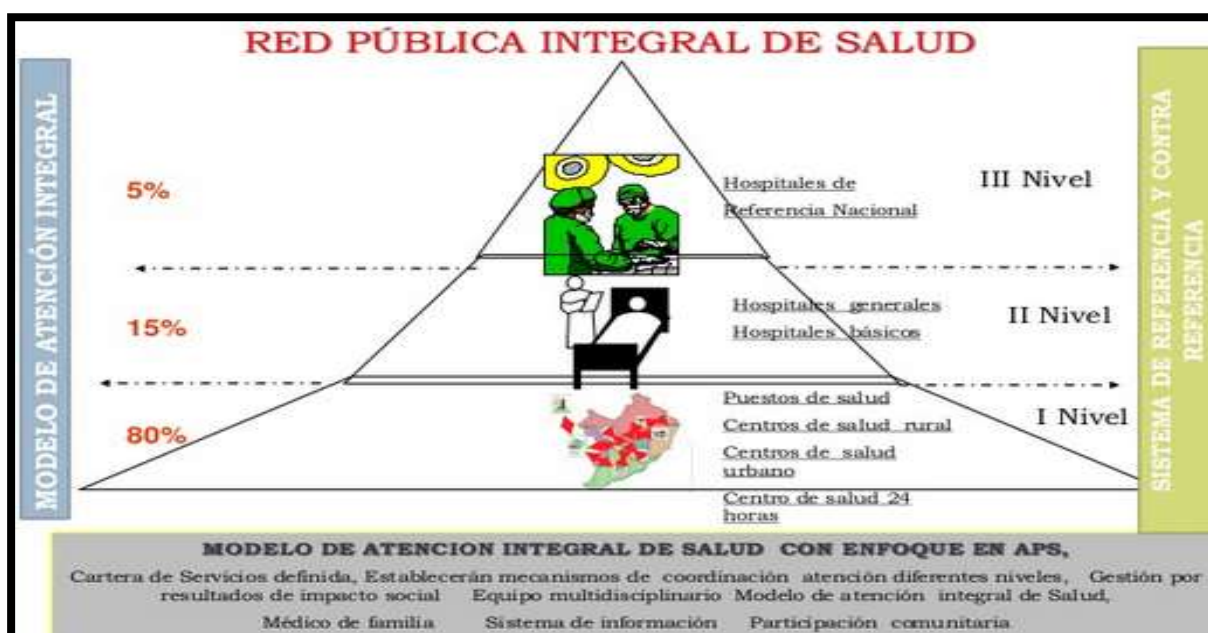 RED PÚBLICA INTEGRAL DE SALUD
MODELO DE ATENCIÓN INTEGRAL
5%
Hospitales de
Referencia Nacional
III Nivel
15%
Hospitales generales
Hospitales básicos
II Nivel
80%
Puestos de salud
Centros de salud rural
Centros de salud
urbano
Centro de salud 24
horas
I Nivel
SISTEMA DE REFERENCIA Y CONTRA
REFERENCIA
MODELO DE ATENCION INTEGRAL DE SALUD CON ENFOQUE EN APS,
Cartera de Servicios definida, Establecerán mecanismos de coordinación atención diferentes niveles, Gestión por
resultados de impacto social Equipo multidisciplinario Modelo de atención integral de Salud,
Médico de familia Sistema de información Participación comunitaria